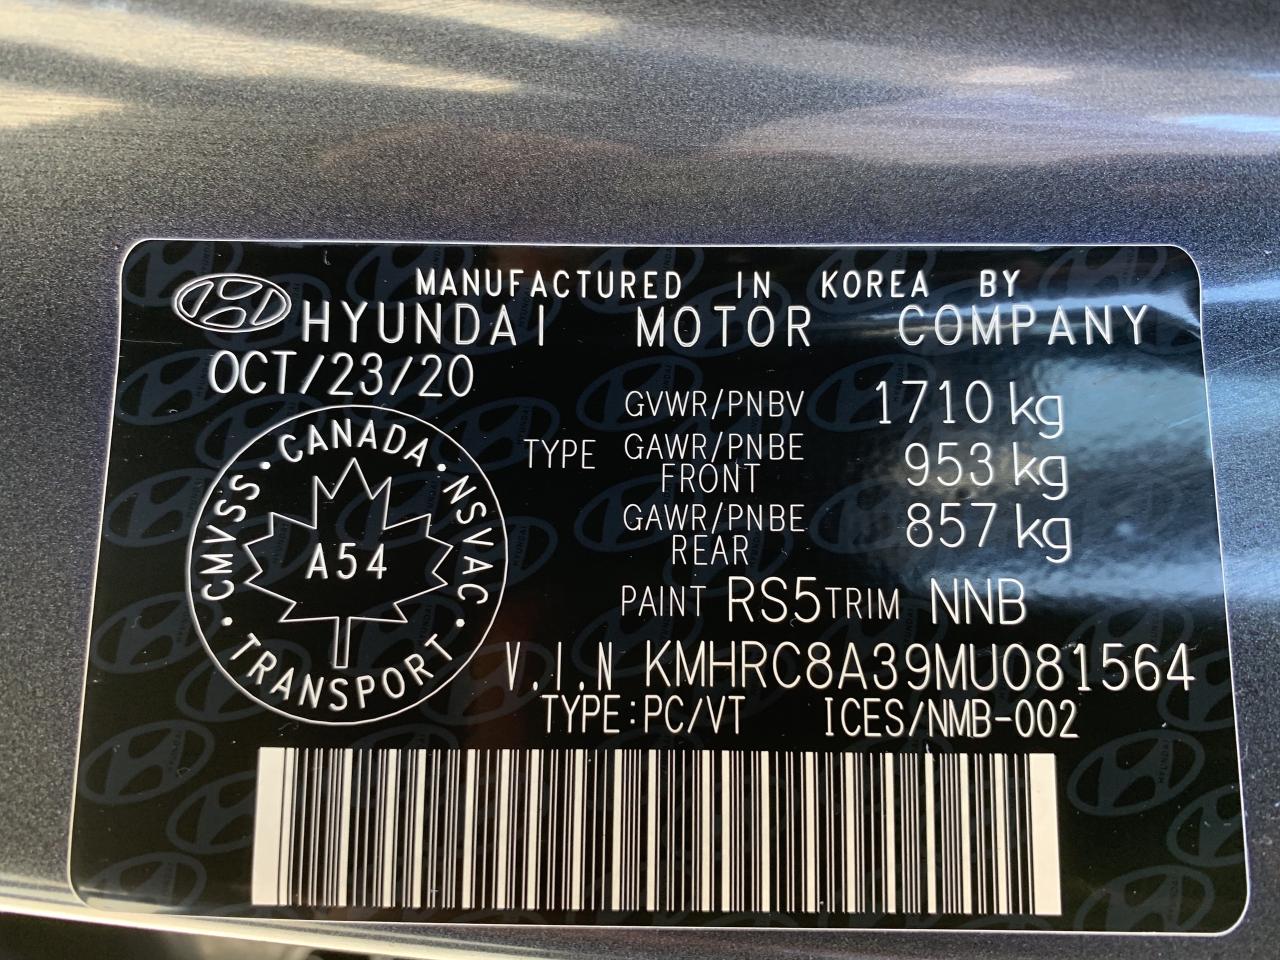 MANUFACTURED IN KOREA BY
HYUNDAI MOTOR COMPANY
OCT/23/20
GVWR/PNBV 1710 kg
TYPE GAWR/PNBE FRONT 953 kg
GAWR/PNBE REAR 857 kg
PAINT RS5 TRIM NNB
V.I.N KMHRC8A39MU081564
TYPE:PC/VT ICES/NMB-002
CANADA · NSVAC · TRANSPORT · CMVSS ·
A54